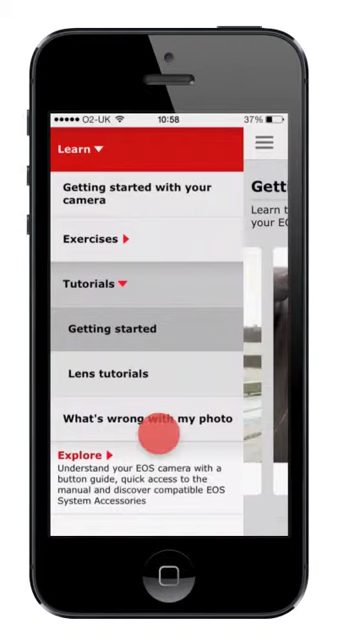 O2-UK 10:58 37%
Learn
Getting started with your
camera
Exercises
Tutorials
Getting started
Lens tutorials
What's wrong with my photo
Explore
Understand your EOS camera with a
button guide, quick access to the
manual and discover compatible EOS
System Accessories
Gett
Learn t
your EO